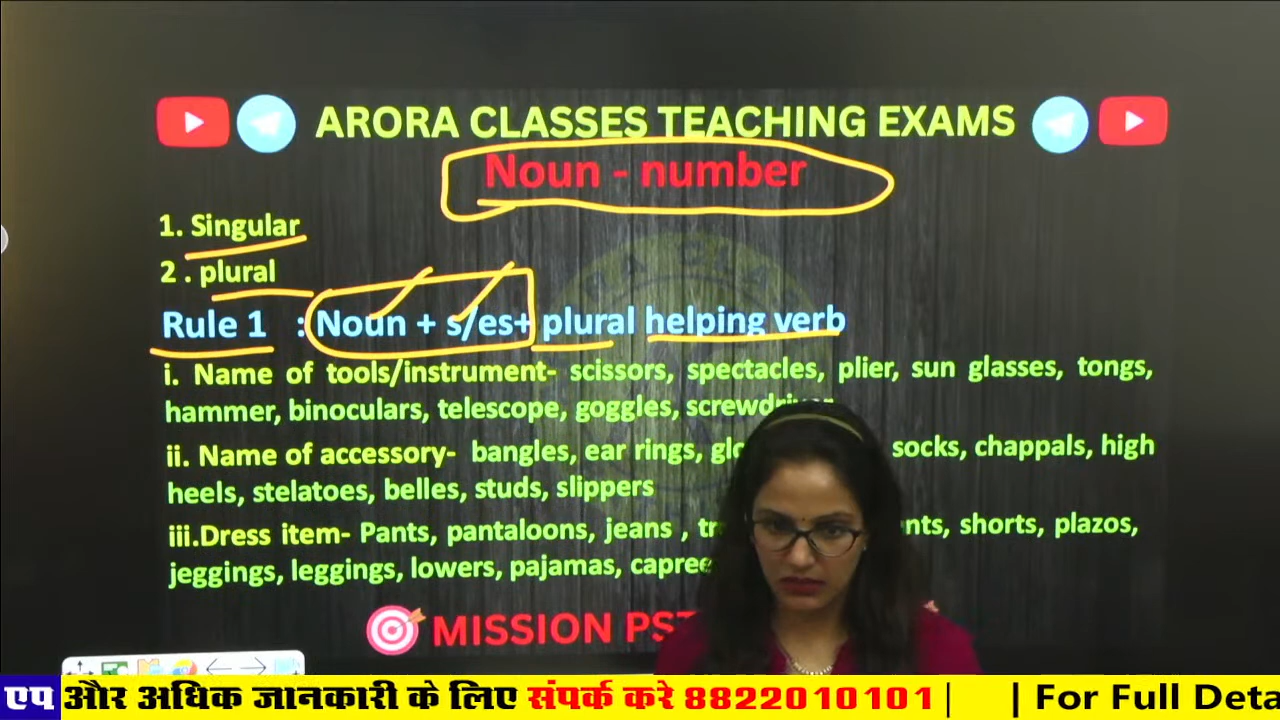 ARORA CLASSES TEACHING EXAMS
Noun - number
1. Singular
2 . plural
Rule 1 : Noun + s/es+ plural helping verb
i. Name of tools/instrument- scissors, spectacles, plier, sun glasses, tongs,
hammer, binoculars, telescope, goggles, screwdriver
ii. Name of accessory- bangles, ear rings, socks, chappals, high
heels, stelatoes, belles, studs, slippers
iii.Dress item- Pants, pantaloons, jeans , shorts, plazos,
jeggings, leggings, lowers, pajamas,
MISSION
एप और अधिक जानकारी के लिए संपर्क करे 8822010101 | | For Full